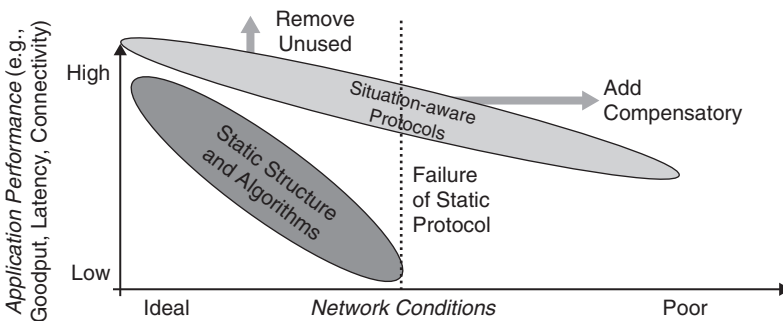 Application Performance (e.g.,
Goodput, Latency, Connectivity)
High
Low
Remove
Unused
Situation-aware
Protocols
Add
Compensatory
Static Structure
and Algorithms
Failure
of Static
Protocol
Ideal
Network Conditions
Poor